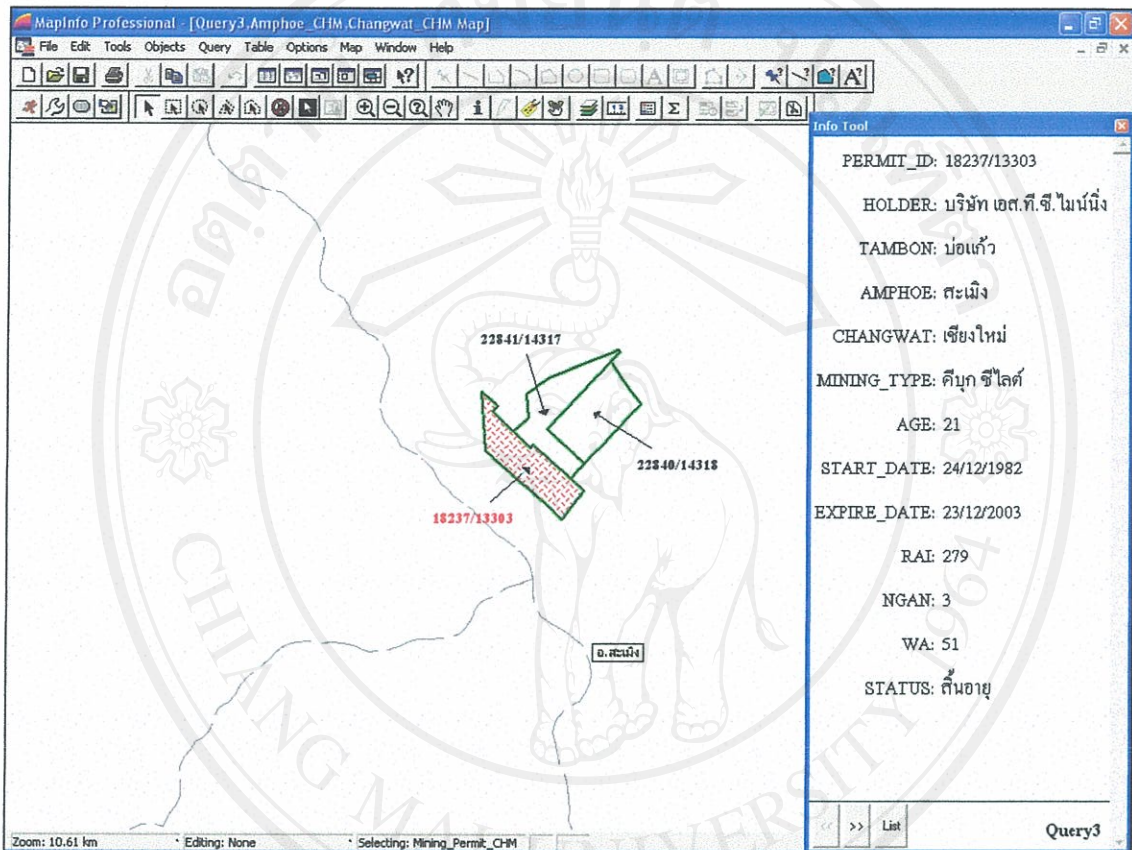 MapInfo Professional - [Query3,Amphoe_CHM,Changwat_CHM Map]
File Edit Tools Objects Query Table Options Map Window Help
Info Tool
PERMIT_ID: 18237/13303
HOLDER: บริษัท เอส.ที.ซี.ไมน์นิ่ง
TAMBON: บ่อแก้ว
AMPHOE: สะเมิง
CHANGWAT: เชียงใหม่
MINING_TYPE: ดีบุก ซีไลต์
AGE: 21
START_DATE: 24/12/1982
EXPIRE_DATE: 23/12/2003
RAI: 279
NGAN: 3
WA: 51
STATUS: สิ้นอายุ
<< >> List Query3
22841/14317
22840/14318
18237/13303
อ.สะเมิง
CHIANG MAI UNIVERSITY 1964
Zoom: 10.61 km Editing: None Selecting: Mining_Permit_CHM